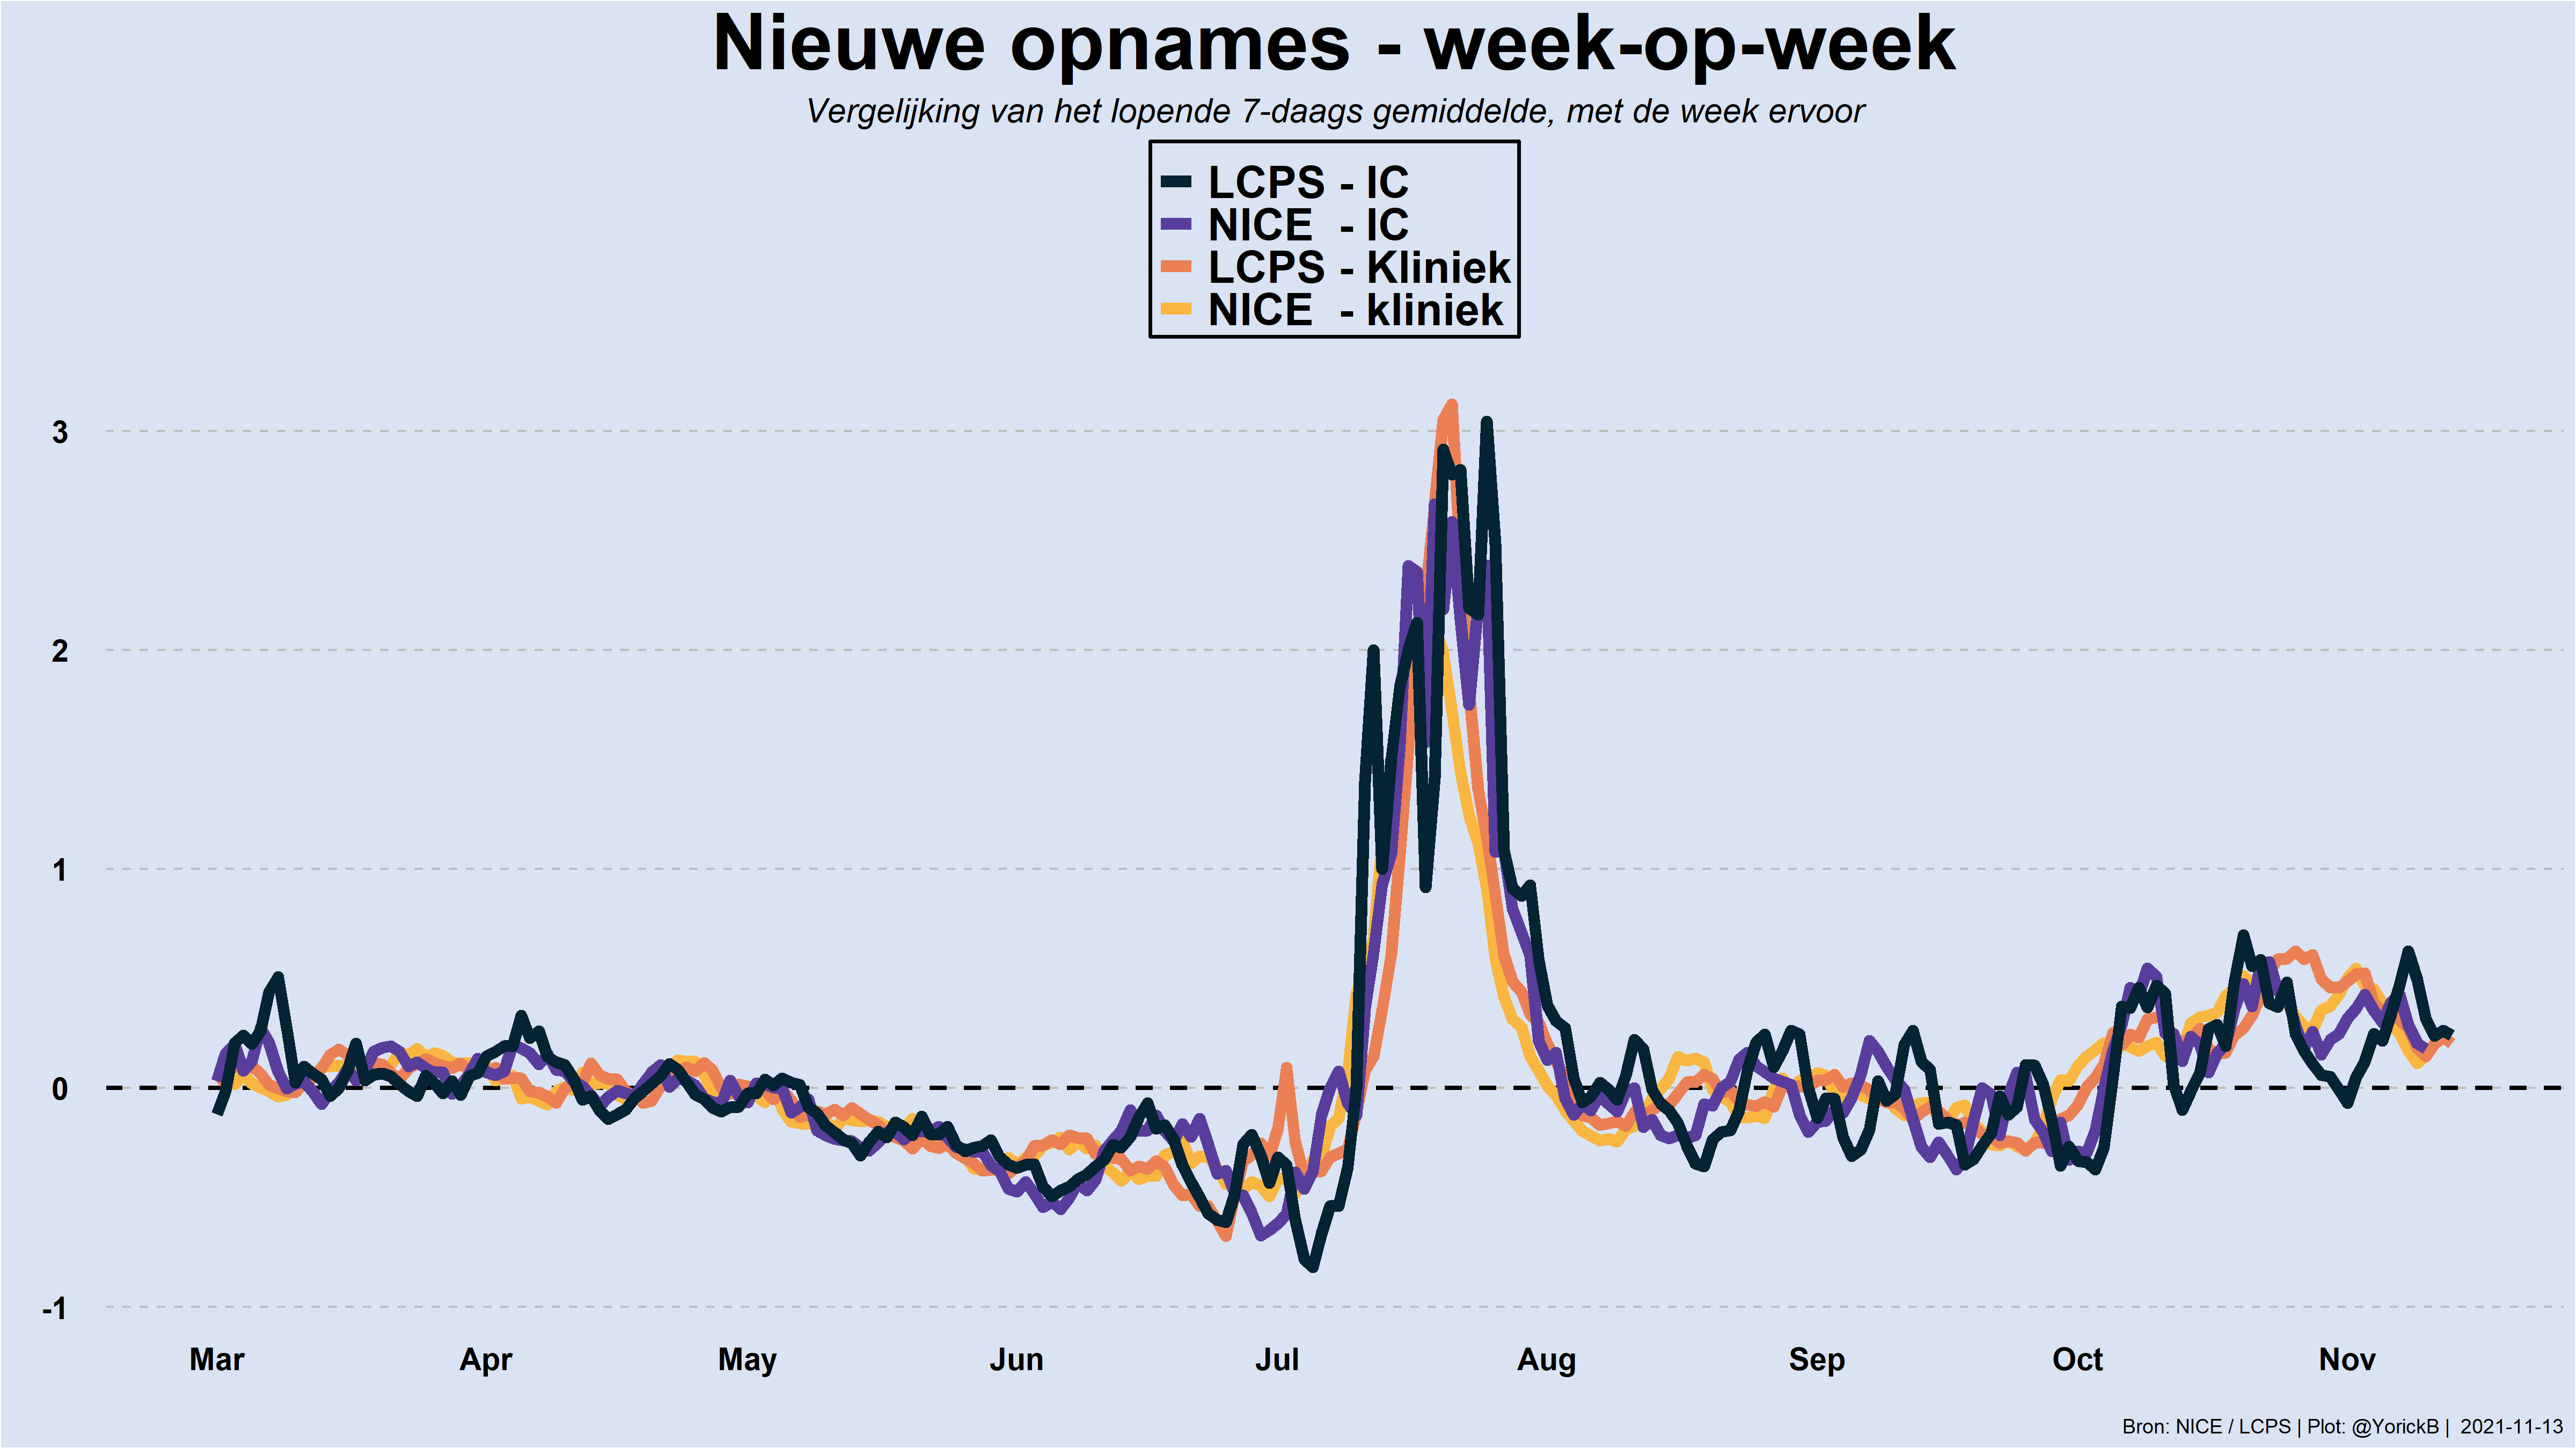 Nieuwe opnames - week-op-week
Vergelijking van het lopende 7-daags gemiddelde, met de week ervoor
LCPS - IC
NICE - IC
LCPS - Kliniek
NICE - kliniek
3
2
1
0
-1
Mar Apr May Jun Jul Aug Sep Oct Nov
Bron: NICE / LCPS | Plot: @YorickB | 2021-11-13